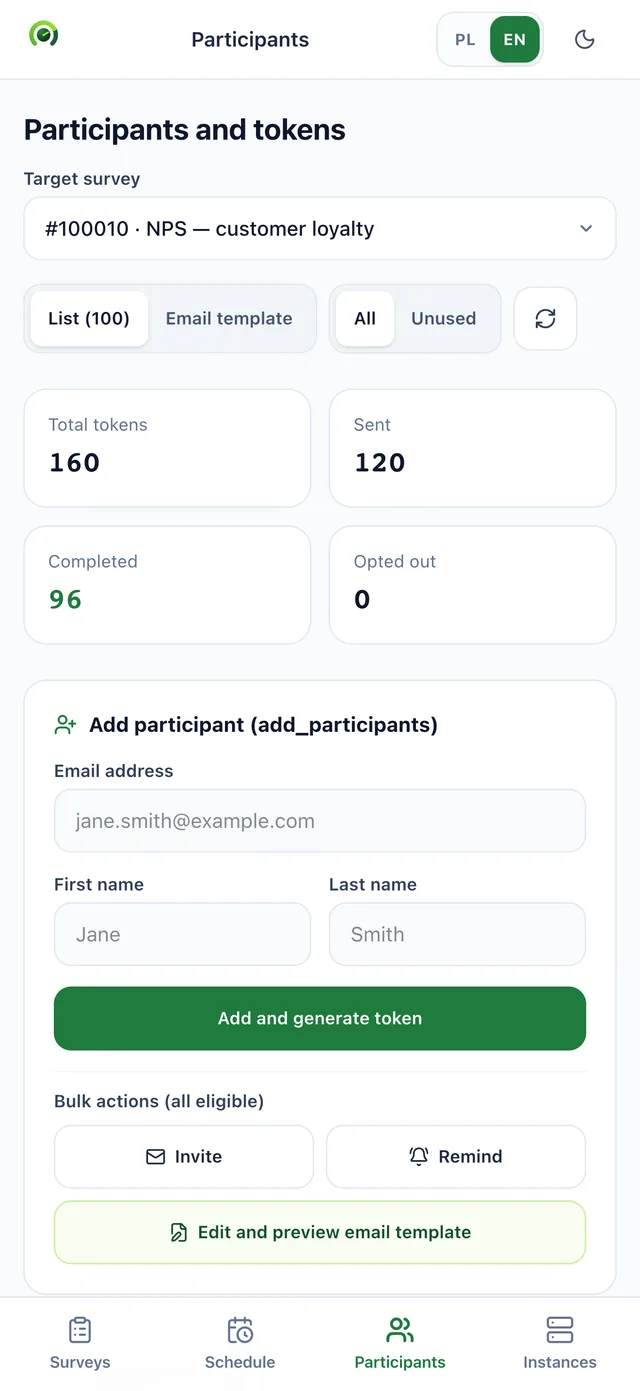 Participants
PL
EN
Participants and tokens
Target survey
#100010 · NPS — customer loyalty
List (100)
Email template
All
Unused
Total tokens
160
Sent
120
Completed
96
Opted out
0
Add participant (add_participants)
Email address
jane.smith@example.com
First name
Last name
Jane
Smith
Add and generate token
Bulk actions (all eligible)
Invite
Remind
Edit and preview email template
Surveys
Schedule
Participants
Instances